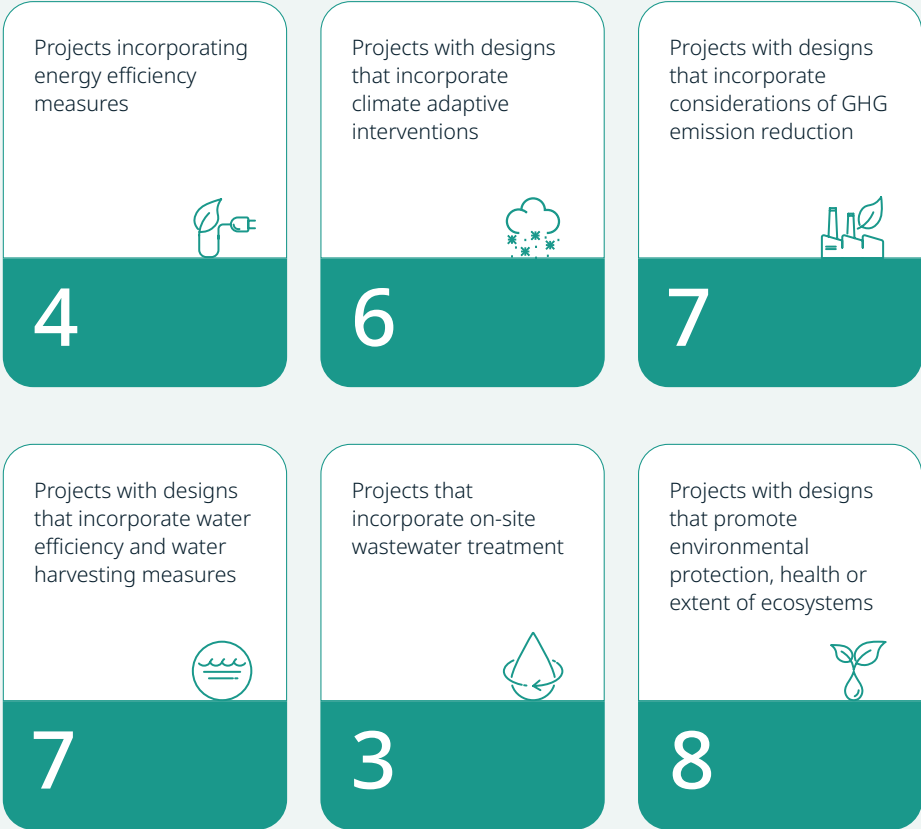 Projects incorporating
energy efficiency
measures
4
Projects with designs
that incorporate
climate adaptive
interventions
6
Projects with designs
that incorporate
considerations of GHG
emission reduction
7
Projects with designs
that incorporate water
efficiency and water
harvesting measures
7
Projects that
incorporate on-site
wastewater treatment
3
Projects with designs
that promote
environmental
protection, health or
extent of ecosystems
8